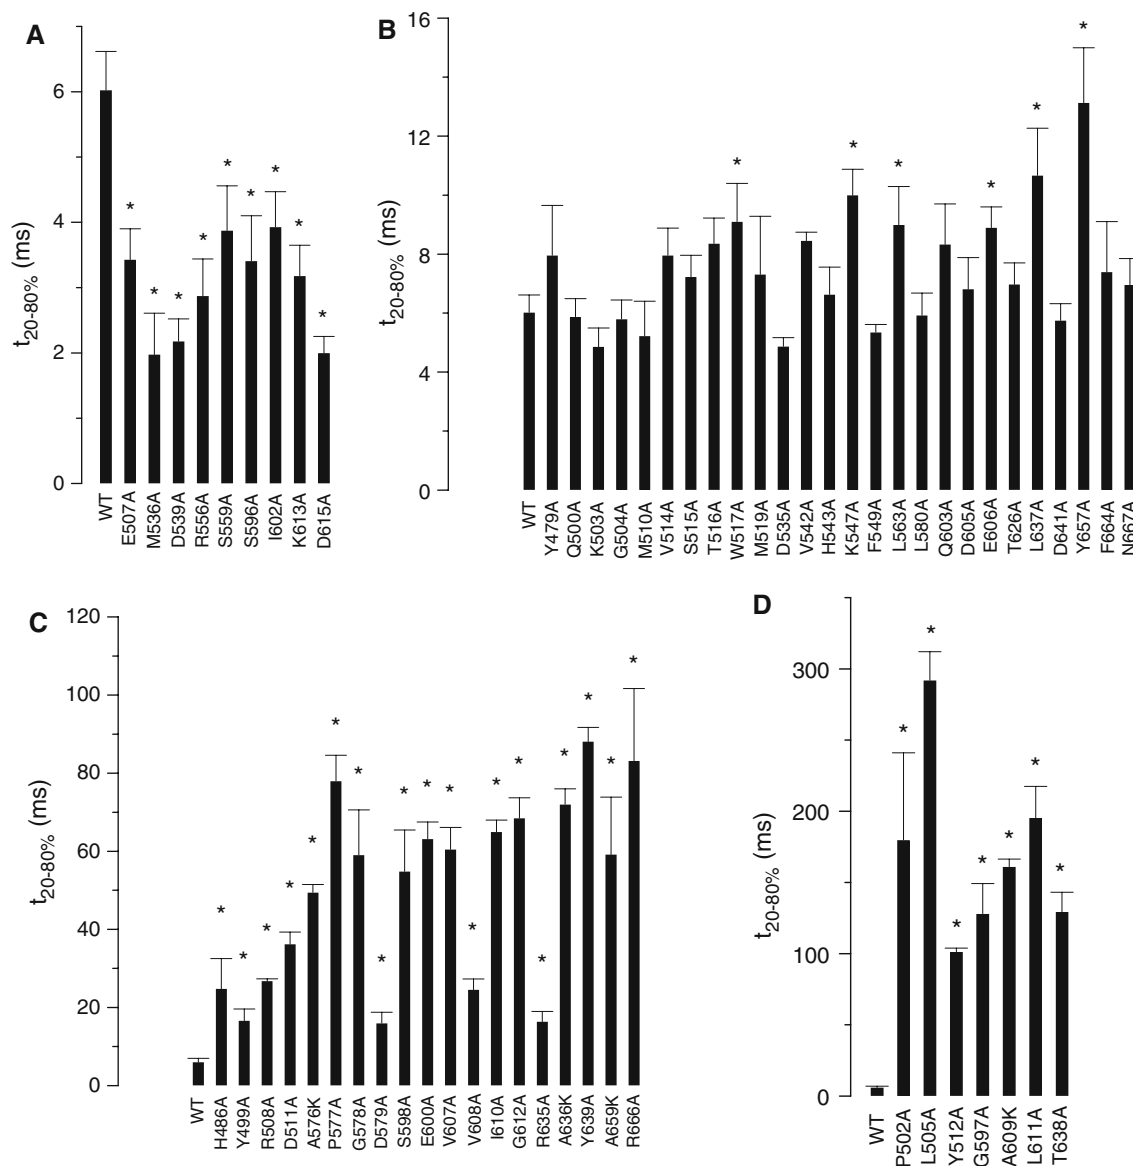 A
t20-80% (ms)
6
4
2
0
* * * * * * * * *
WT E507A M536A D539A R556A S559A S596A I602A K613A D615A
B
t20-80% (ms)
16
12
8
4
0
* * * * * *
WT Y479A Q500A K503A G504A M510A V514A S515A T516A W517A M519A D535A V542A H543A K547A F549A L563A L580A Q603A D605A E606A T626A L637A D641A Y657A F664A N667A
C
t20-80% (ms)
120
100
80
60
40
20
0
* * * * * * * * * * * * * * * * * * *
WT H486A Y499A R508A D511A A576K P577A G578A D579A S598A E600A V607A V608A I610A G612A R635A A636K Y639A A659K R666A
D
t20-80% (ms)
300
200
100
0
* * * * * * *
WT P502A L505A Y512A G597A A609K L611A T638A